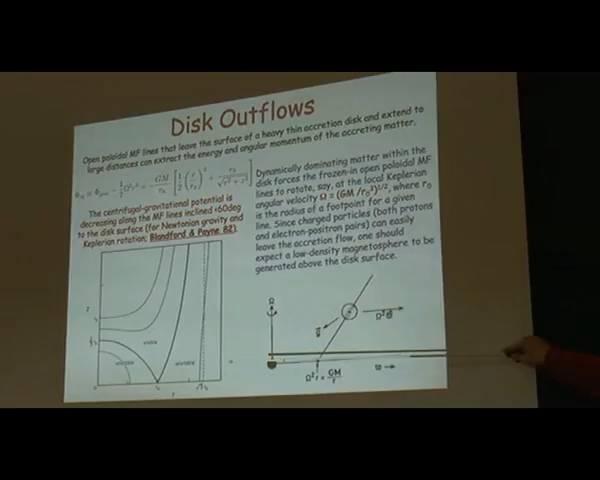 Disk Outflows
Open poloidal MF lines that leave the surface of a heavy thin accretion disk and extend to
large distances can extract the energy and angular momentum of the accreting matter.
The centrifugal-gravitational potential is
decreasing along the MF lines inclined <60deg
to the disk surface (for Newtonian gravity and
Keplerian rotation; Blandford & Payne 82).
Dynamically dominating matter within the
disk forces the frozen-in open poloidal MF
lines to rotate, say, at the local Keplerian
angular velocity Ω = (GM /r₀³)^1/2, where r₀
is the radius of a footpoint for a given
line. Since charged particles (both protons
and electron-positron pairs) can easily
leave the accretion flow, one should
expect a low-density magnetosphere to be
generated above the disk surface.
stable
unstable
Ω